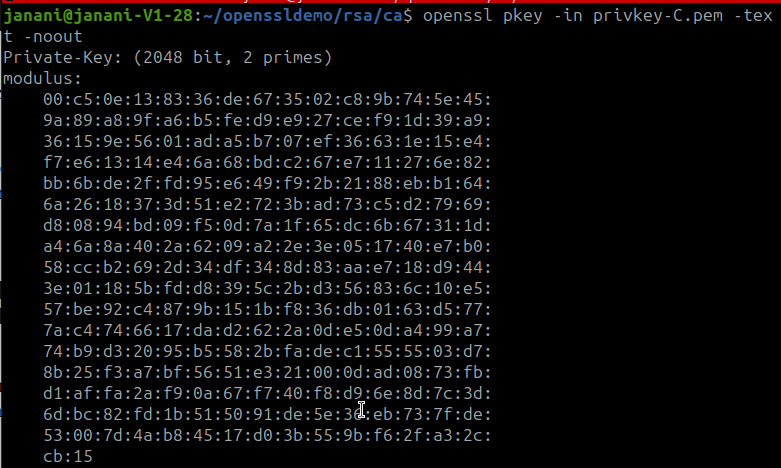 janani@janani-V1-28:~/openssldemo/rsa/ca$ openssl pkey -in privkey-C.pem -tex
t -noout
Private-Key: (2048 bit, 2 primes)
modulus:
00:c5:0e:13:83:36:de:67:35:02:c8:9b:74:5e:45:
9a:89:a8:9f:a6:b5:fe:d9:e9:27:ce:f9:1d:39:a9:
36:15:9e:56:01:ad:a5:b7:07:ef:36:63:1e:15:e4:
f7:e6:13:14:e4:6a:68:bd:c2:67:e7:11:27:6e:82:
bb:6b:de:2f:fd:95:e6:49:f9:2b:21:88:eb:b1:64:
6a:26:18:37:3d:51:e2:72:3b:ad:73:c5:d2:79:69:
d8:08:94:bd:09:f5:0d:7a:1f:65:dc:6b:67:31:1d:
a4:6a:8a:40:2a:62:09:a2:2e:3e:05:17:40:e7:b0:
58:cc:b2:69:2d:34:df:34:8d:83:aa:e7:18:d9:44:
3e:01:18:5b:fd:d8:39:5c:2b:d3:56:83:6c:10:e5:
57:be:92:c4:87:9b:15:1b:f8:36:db:01:63:d5:77:
7a:c4:74:66:17:da:d2:62:2a:0d:e5:0d:a4:99:a7:
74:b9:d3:20:95:b5:58:2b:fa:de:c1:55:55:03:d7:
8b:25:f3:a7:bf:56:51:e3:21:00:0d:ad:08:73:fb:
d1:af:fa:2a:f9:0a:67:f7:40:f8:d9:6e:8d:7c:3d:
6d:bc:82:fd:1b:51:50:91:de:5e:36:eb:73:7f:de:
53:00:7d:4a:b8:45:17:d0:3b:55:9b:f6:2f:a3:2c:
cb:15